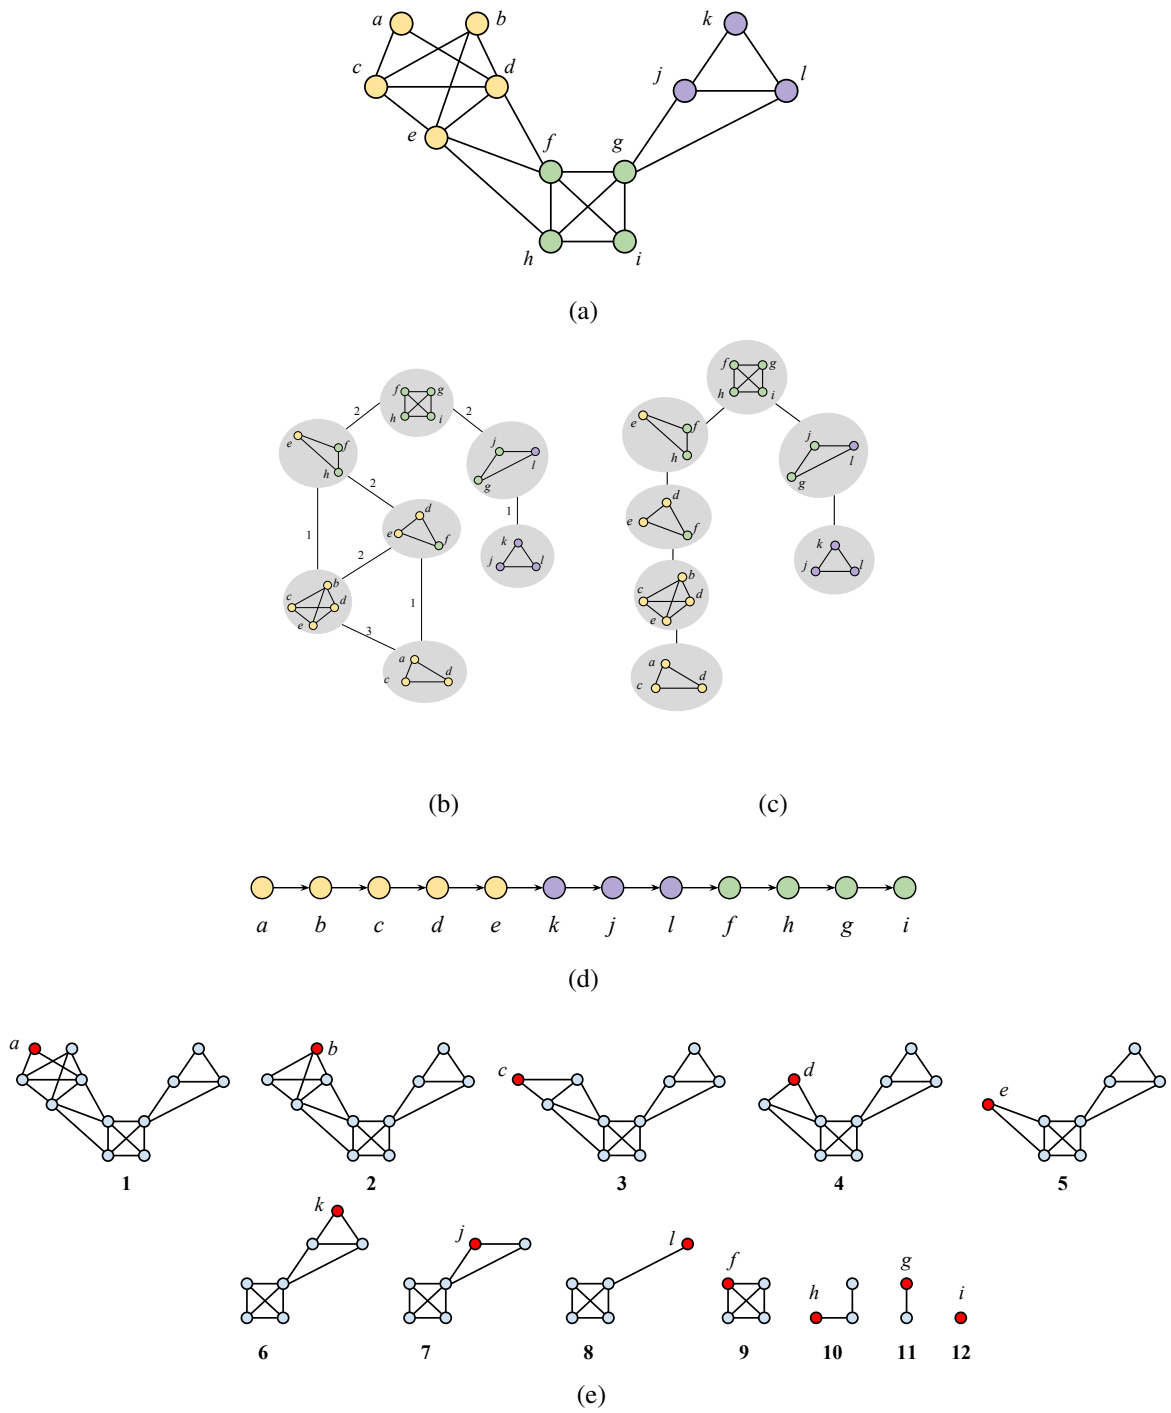 a b k
c d j l
e f g
h i
(a)
f g f g
2 h i 2 h i
e f j l e f j l
h g h g
2 d k 1 d k
1 e f j l e f j l
2
c b d 1 c b d
e e
3 a a
c d c d
(b) (c)
a b c d e k j l f h g i
(d)
a b c d e
1 2 3 4 5
k j l f h g i
6 7 8 9 10 11 12
(e)